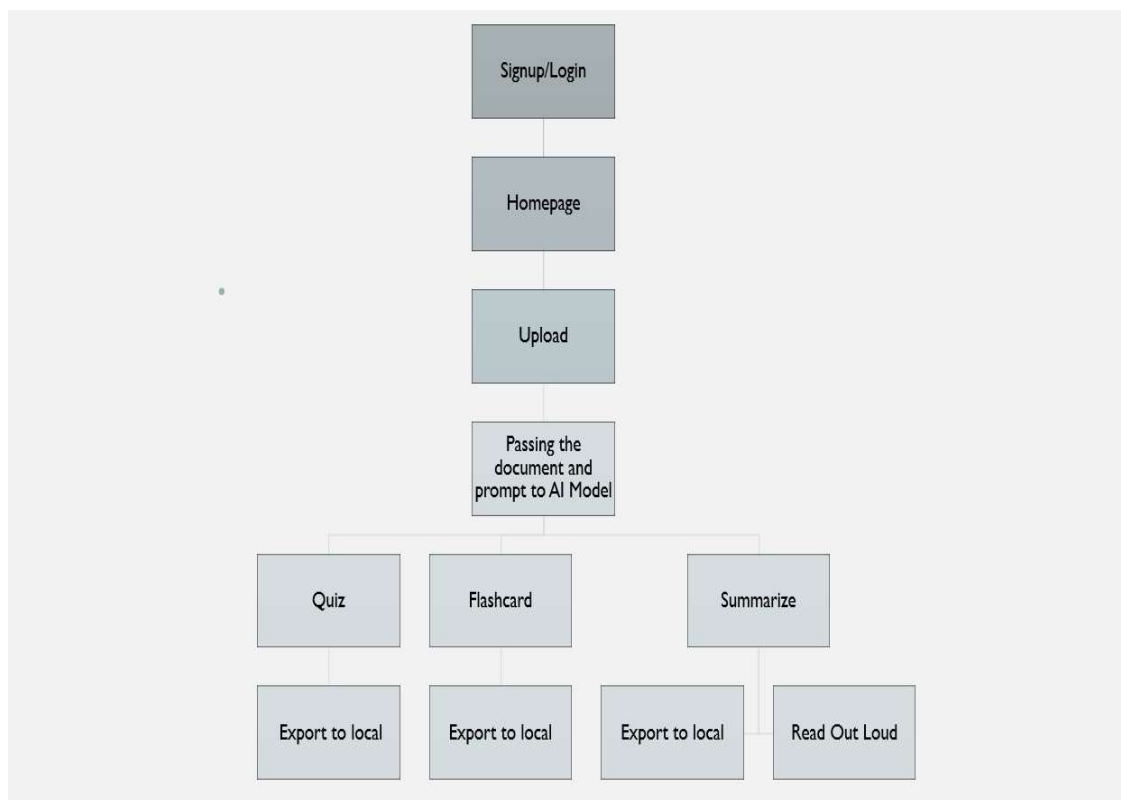 Signup/Login
Homepage
Upload
Passing the
document and
prompt to AI Model
Quiz
Flashcard
Summarize
Export to local
Export to local
Export to local
Read Out Loud